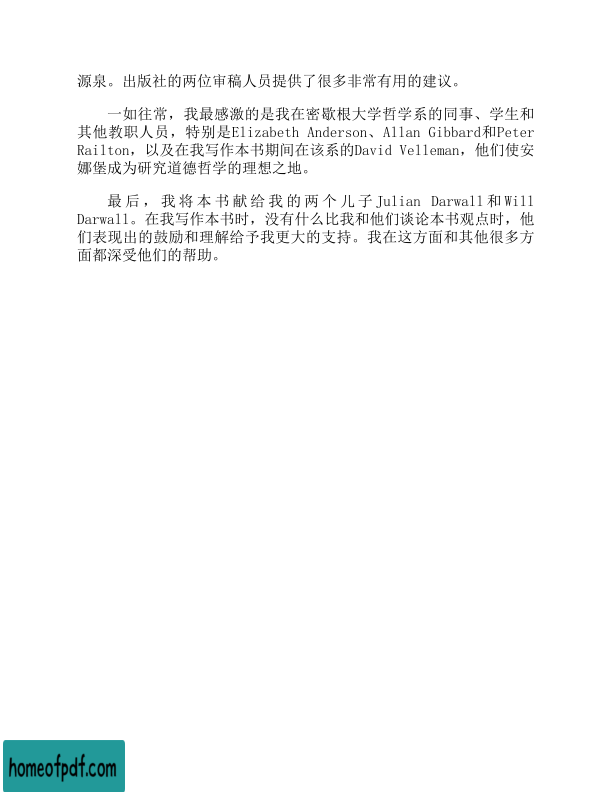 源泉。出版社的两位审稿人员提供了很多非常有用的建议。
一如往常，我最感激的是我在密歇根大学哲学系的同事、学生和
其他教职人员，特别是Elizabeth Anderson、Allan Gibbard和Peter
Railton，以及在我写作本书期间在该系的David Velleman，他们使安
娜堡成为研究道德哲学的理想之地。
最后，我将本书献给我的两个儿子Julian Darwall和Will
Darwall。在我写作本书时，没有什么比我和他们谈论本书观点时，他
们表现出的鼓励和理解给予我更大的支持。我在这方面和其他很多方
面都深受他们的帮助。
homeofpdf.com